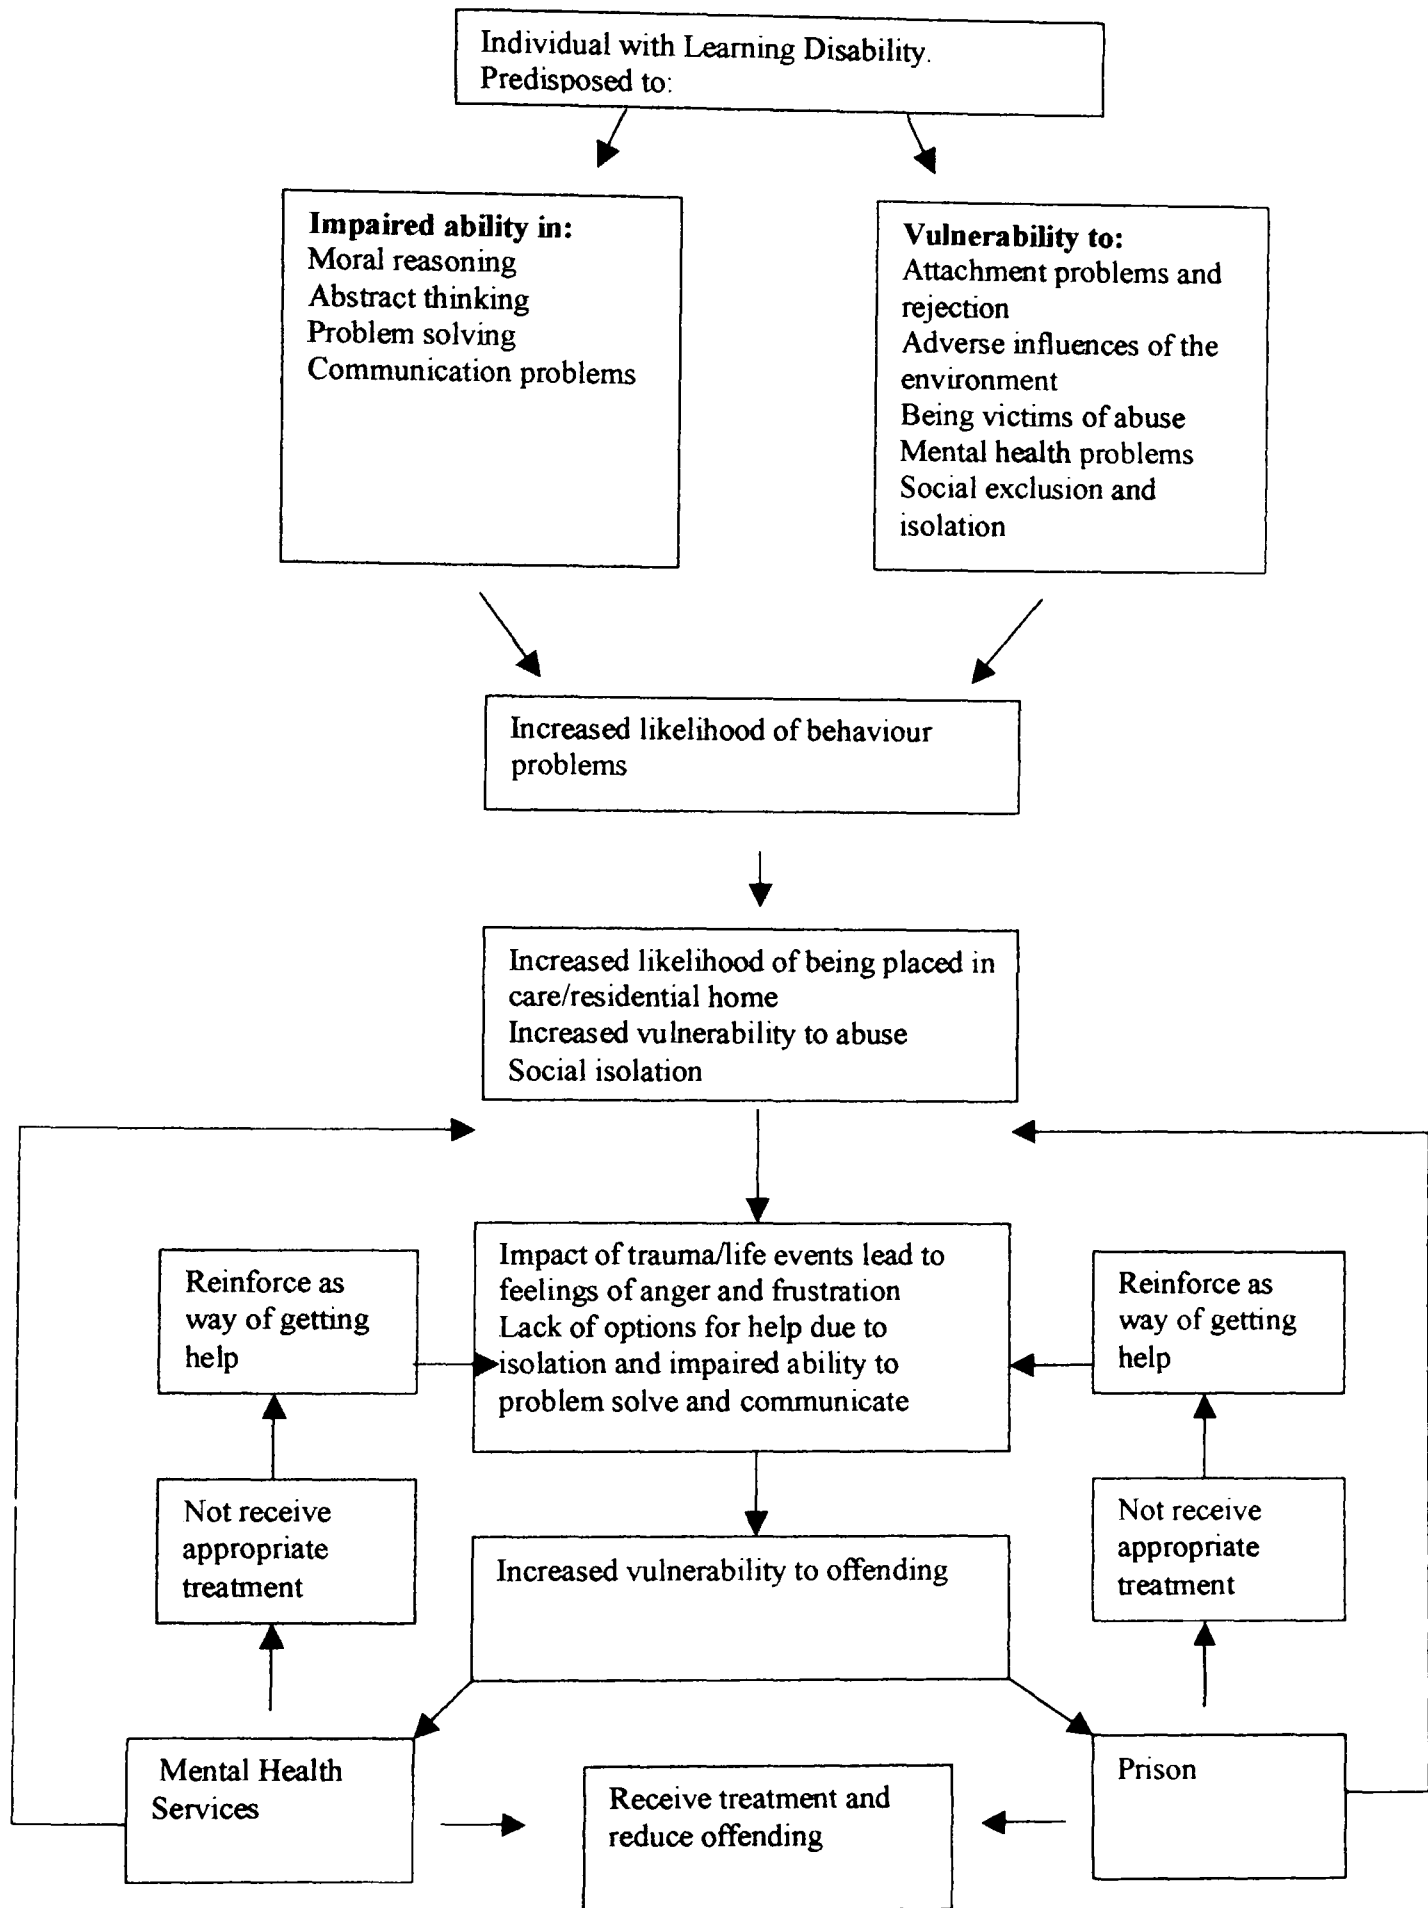 Individual with Learning Disability.
Predisposed to:
Impaired ability in:
Moral reasoning
Abstract thinking
Problem solving
Communication problems
Vulnerability to:
Attachment problems and
rejection
Adverse influences of the
environment
Being victims of abuse
Mental health problems
Social exclusion and
isolation
Increased likelihood of behaviour
problems
Increased likelihood of being placed in
care/residential home
Increased vulnerability to abuse
Social isolation
Impact of trauma/life events lead to
feelings of anger and frustration
Lack of options for help due to
isolation and impaired ability to
problem solve and communicate
Reinforce as
way of getting
help
Reinforce as
way of getting
help
Not receive
appropriate
treatment
Not receive
appropriate
treatment
Increased vulnerability to offending
Mental Health
Services
Receive treatment and
reduce offending
Prison